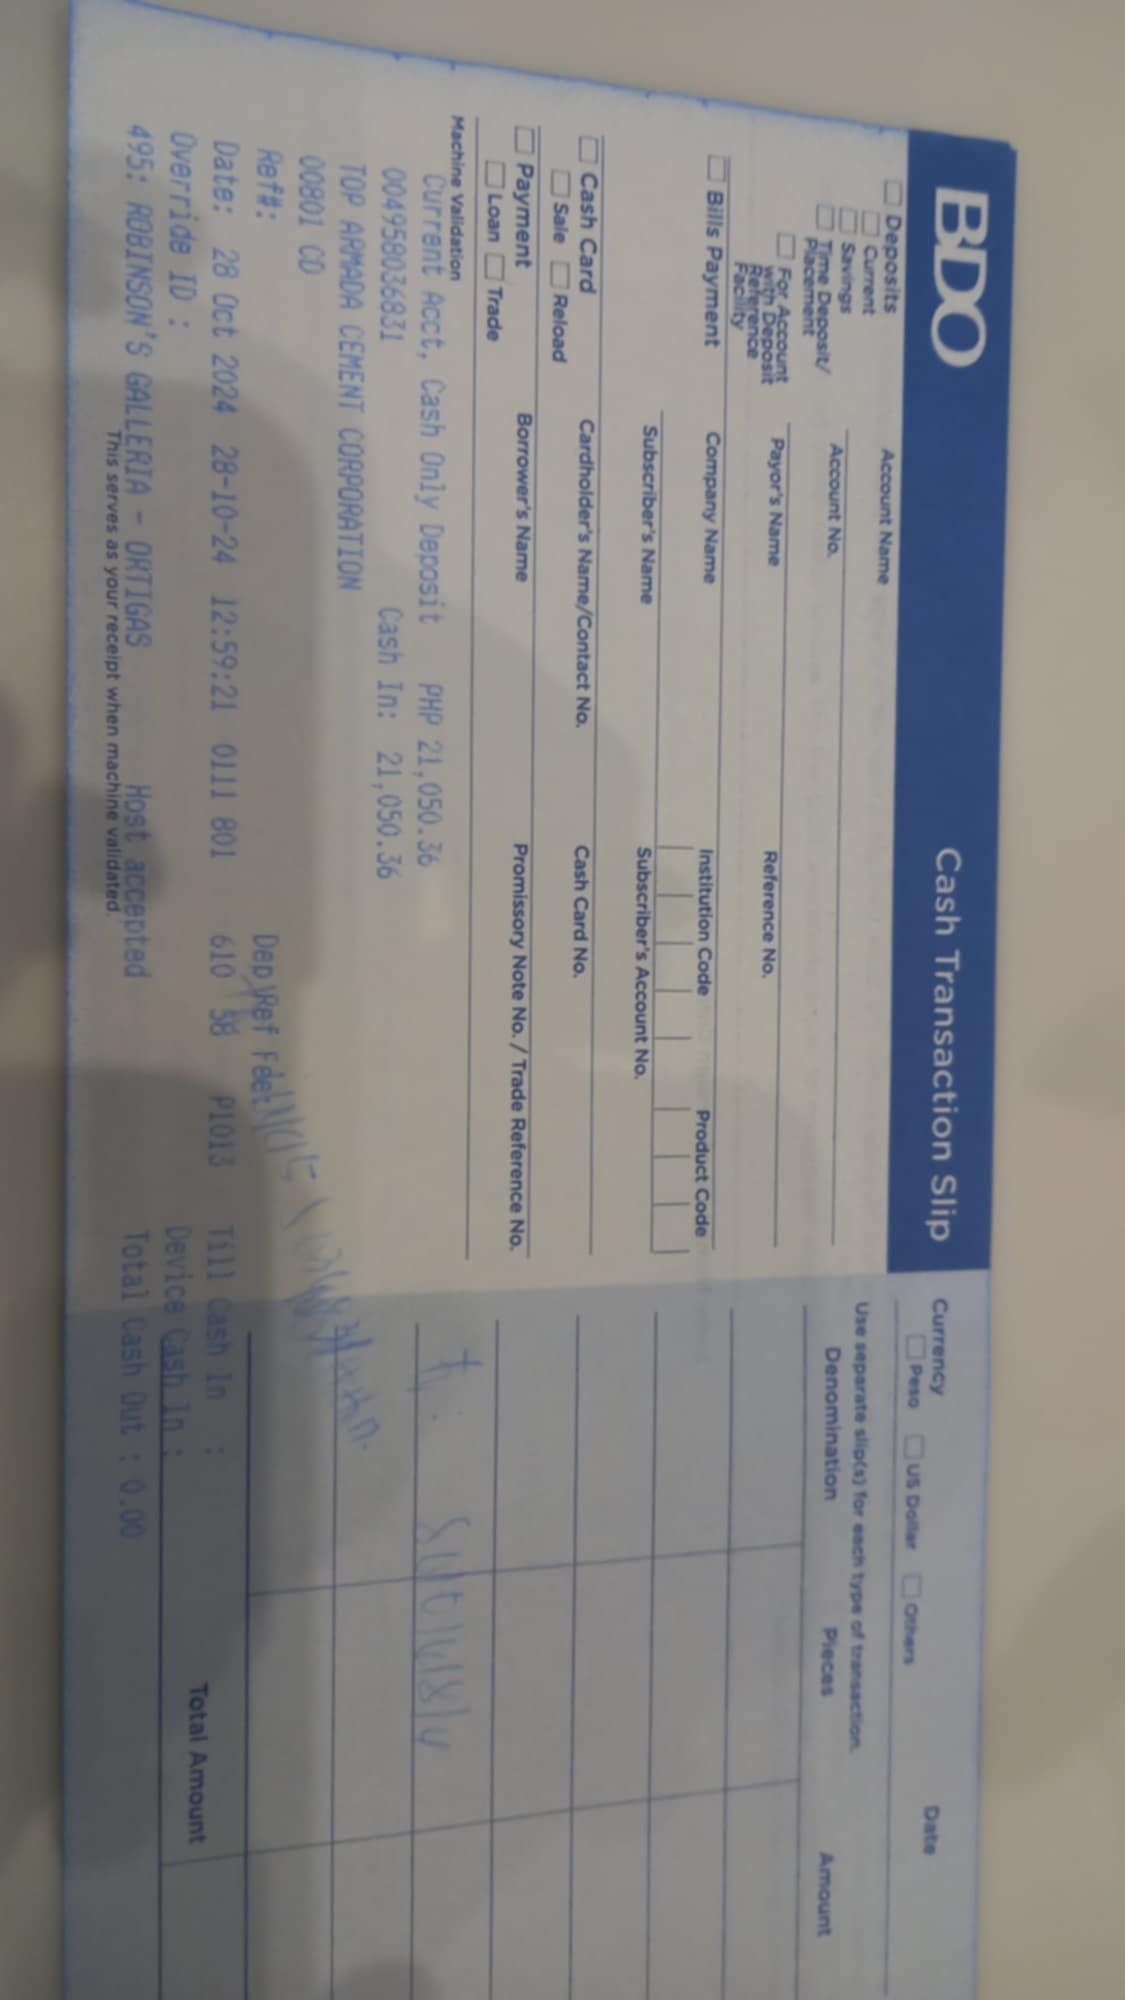 BDO Cash Transaction Slip
☐ Deposits
☐ Current
☐ Savings
☐ Time Deposit/
Placement
☐ For Account
with Deposit
Reference
Facility
Account Name
Account No.
Payor's Name Reference No.
☐ Bills Payment Company Name Institution Code Product Code
Subscriber's Name Subscriber's Account No.
☐ Cash Card Cardholder's Name/Contact No. Cash Card No.
☐ Sale ☐ Reload
☐ Payment Borrower's Name Promissory Note No. / Trade Reference No.
☐ Loan ☐ Trade
Currency Date
☐ Peso ☐ US Dollar ☐ Others
Use separate slip(s) for each type of transaction.
Denomination Pieces Amount
Total Amount
Machine Validation
Current Acct, Cash Only Deposit PHP 21,050.36
004958036831 Cash In: 21,050.36
TOP ARMADA CEMENT CORPORATION
00801 CD
Ref#: Dep Ref Fee:
Date: 28 Oct 2024 28-10-24 12:59:21 0111 801 610 58 P1013 Till Cash In :
Override ID : Device Cash In :
495: ROBINSON'S GALLERIA - ORTIGAS Host accepted Total Cash Out : 0.00
This serves as your receipt when machine validated.